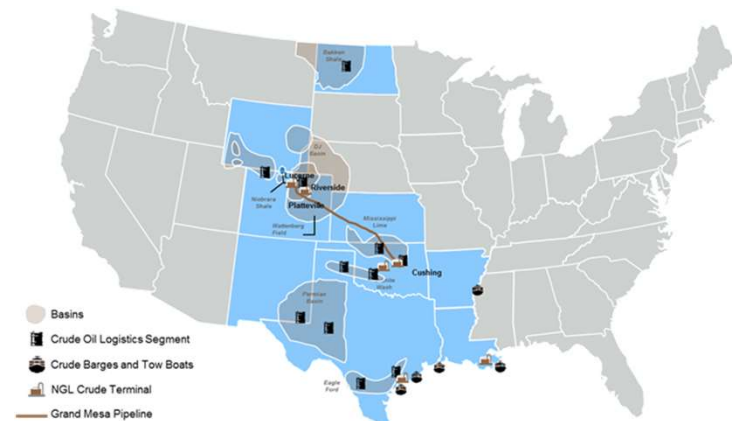 Bakken
Shale
DJ
Basin
Lucerne
Riverside
Niobrara
Shale
Platteville
Wattenberg
Field
Mississippi
Lime
Cushing
Wash
Permian
Basin
Eagle
Ford
Basins
Crude Oil Logistics Segment
Crude Barges and Tow Boats
NGL Crude Terminal
Grand Mesa Pipeline